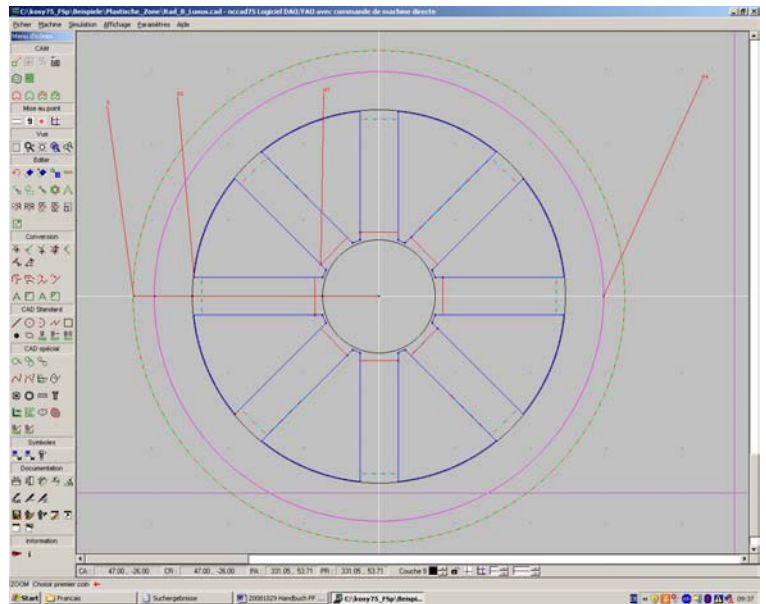 C:\kosy75_FSp\Beispiele\Plastische_Zone\Rad_8_Luxus.cad - nccad75 Logiciel DAO/FAO avec commande de machine directe
Fichier Machine Simulation Affichage Paramètres Aide
CAM
Mise au point
Vue
Editer
Conversion
CAD Standard
CAD spécial
Symboles
Documentation
Information
CA : 47.00, -26.00 CR : 47.00, -26.00 PA : 331.05, 53.71 PR : 331.05, 53.71 Couche 9
ZOOM Choisir premier coin
Start Francais Suchergebnisse 20081029 Handbuch FF ... C:\kosy75_FSp\Beispi...
09:37